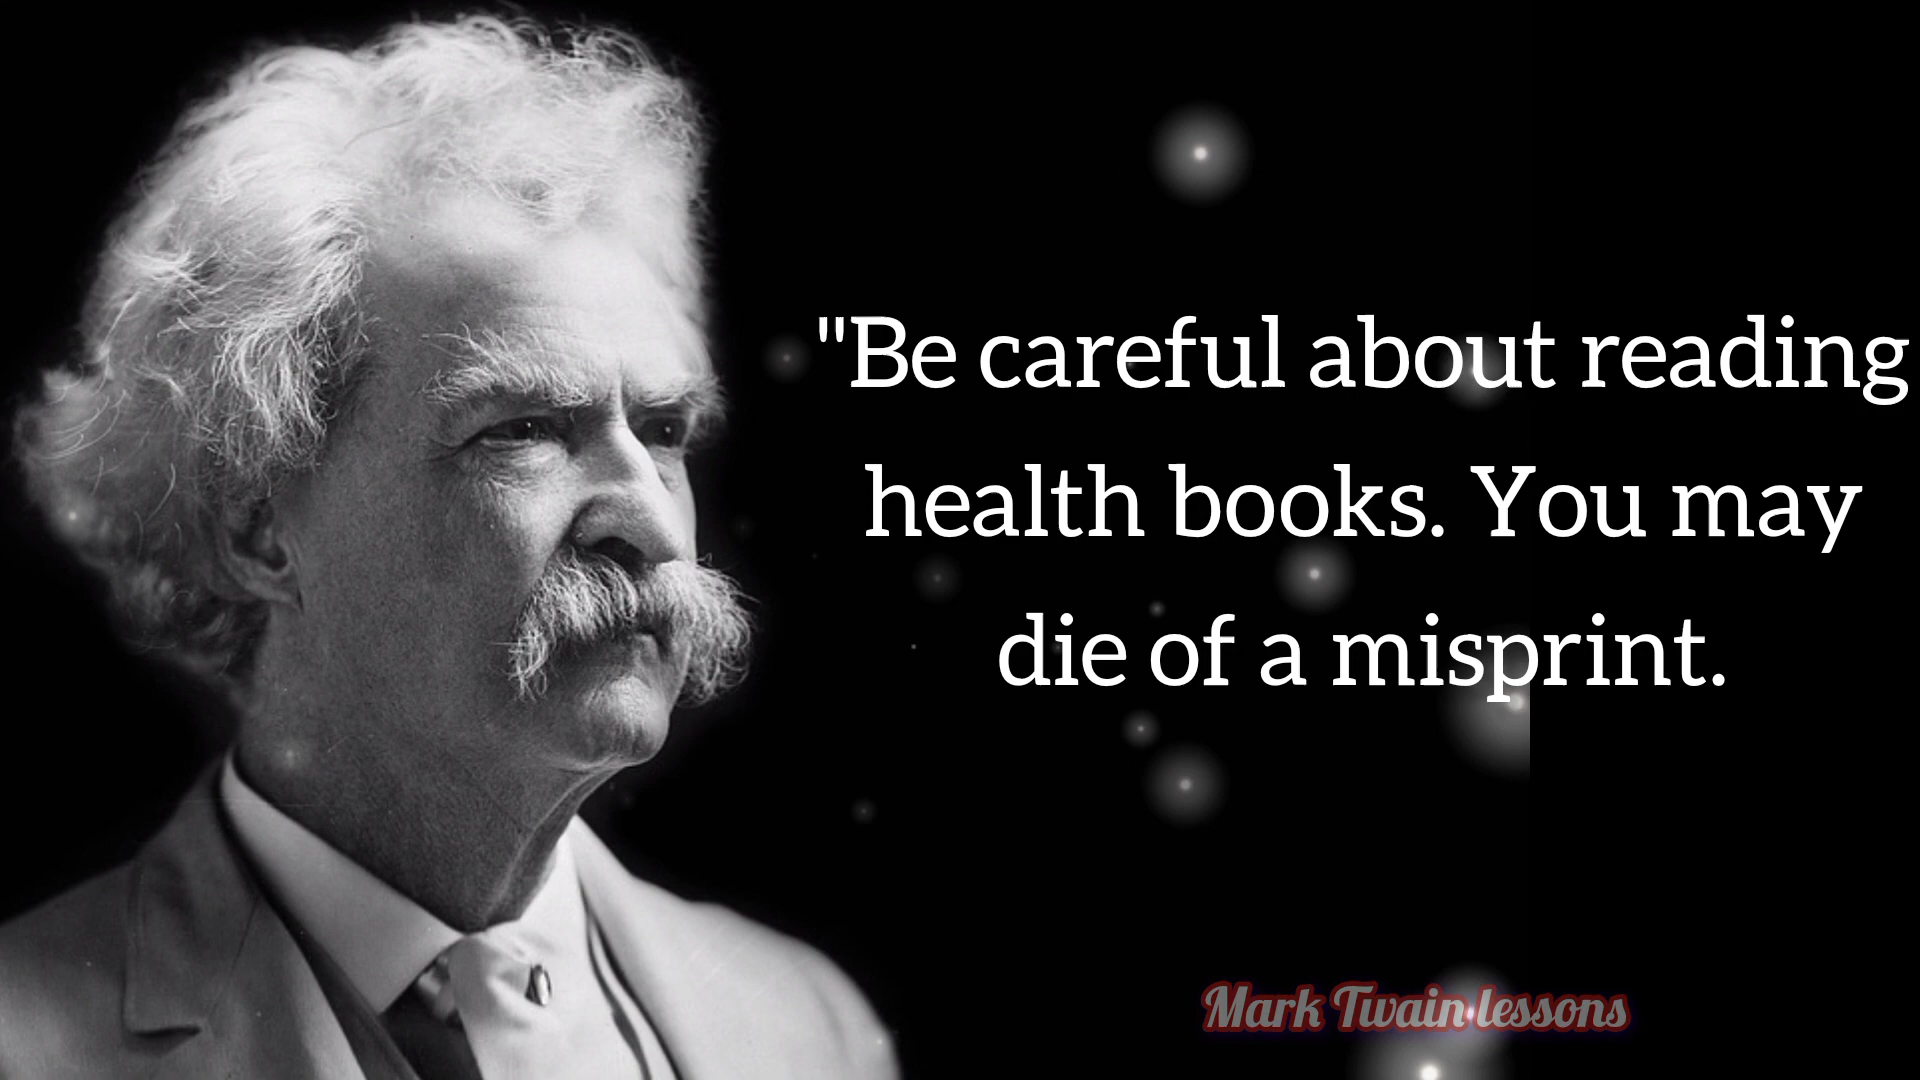 "Be careful about reading
health books. You may
die of a misprint.
Mark Twain lessons